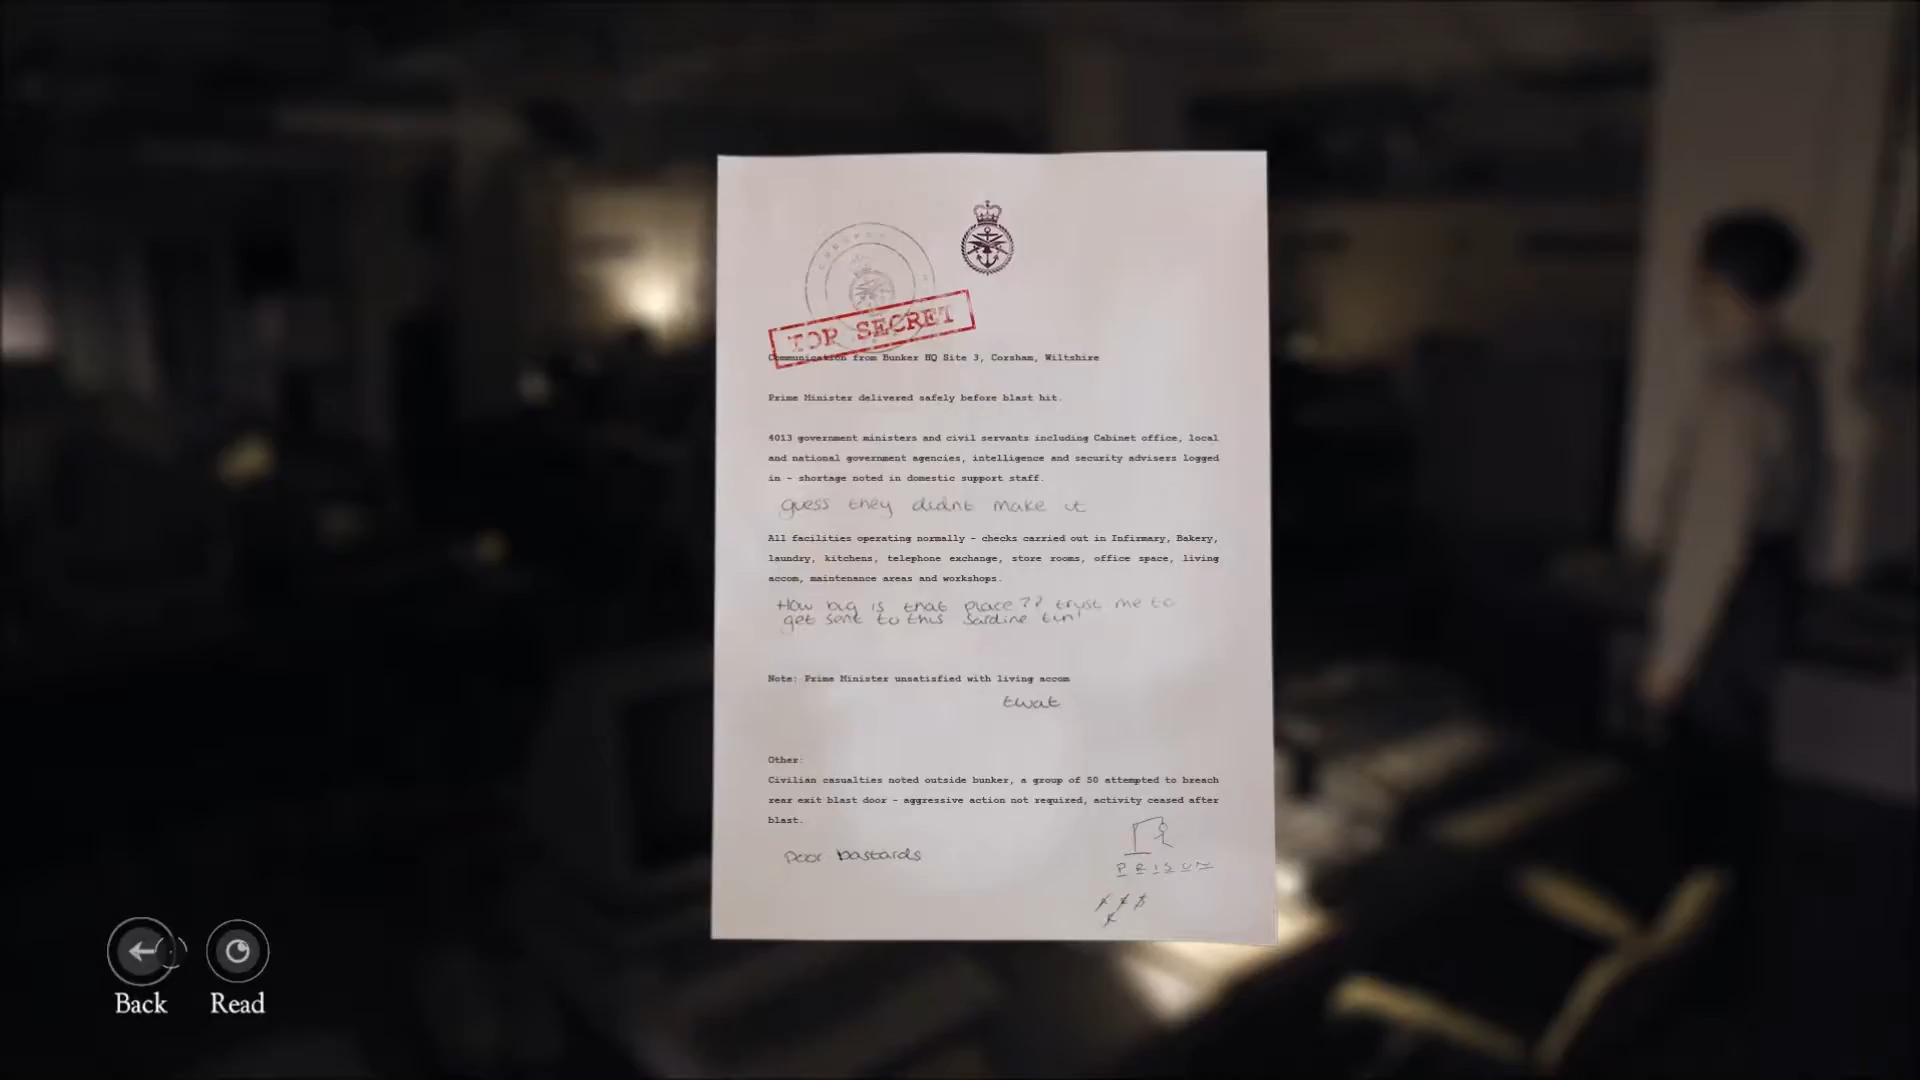 TOP SECRET
Communication from Bunker HQ Site 3, Corsham, Wiltshire
Prime Minister delivered safely before blast hit.
4013 government ministers and civil servants including Cabinet office, local
and national government agencies, intelligence and security advisers logged
in - shortage noted in domestic support staff.
guess they didnt make it
All facilities operating normally - checks carried out in Infirmary, Bakery,
laundry, kitchens, telephone exchange, store rooms, office space, living
accom, maintenance areas and workshops.
How big is that place?? trust me to
get sent to this sardine tin!
Note: Prime Minister unsatisfied with living accom
twat
Other:
Civilian casualties noted outside bunker, a group of 50 attempted to breach
rear exit blast door - aggressive action not required, activity ceased after
blast.
Poor bastards
PRISON
Back
Read